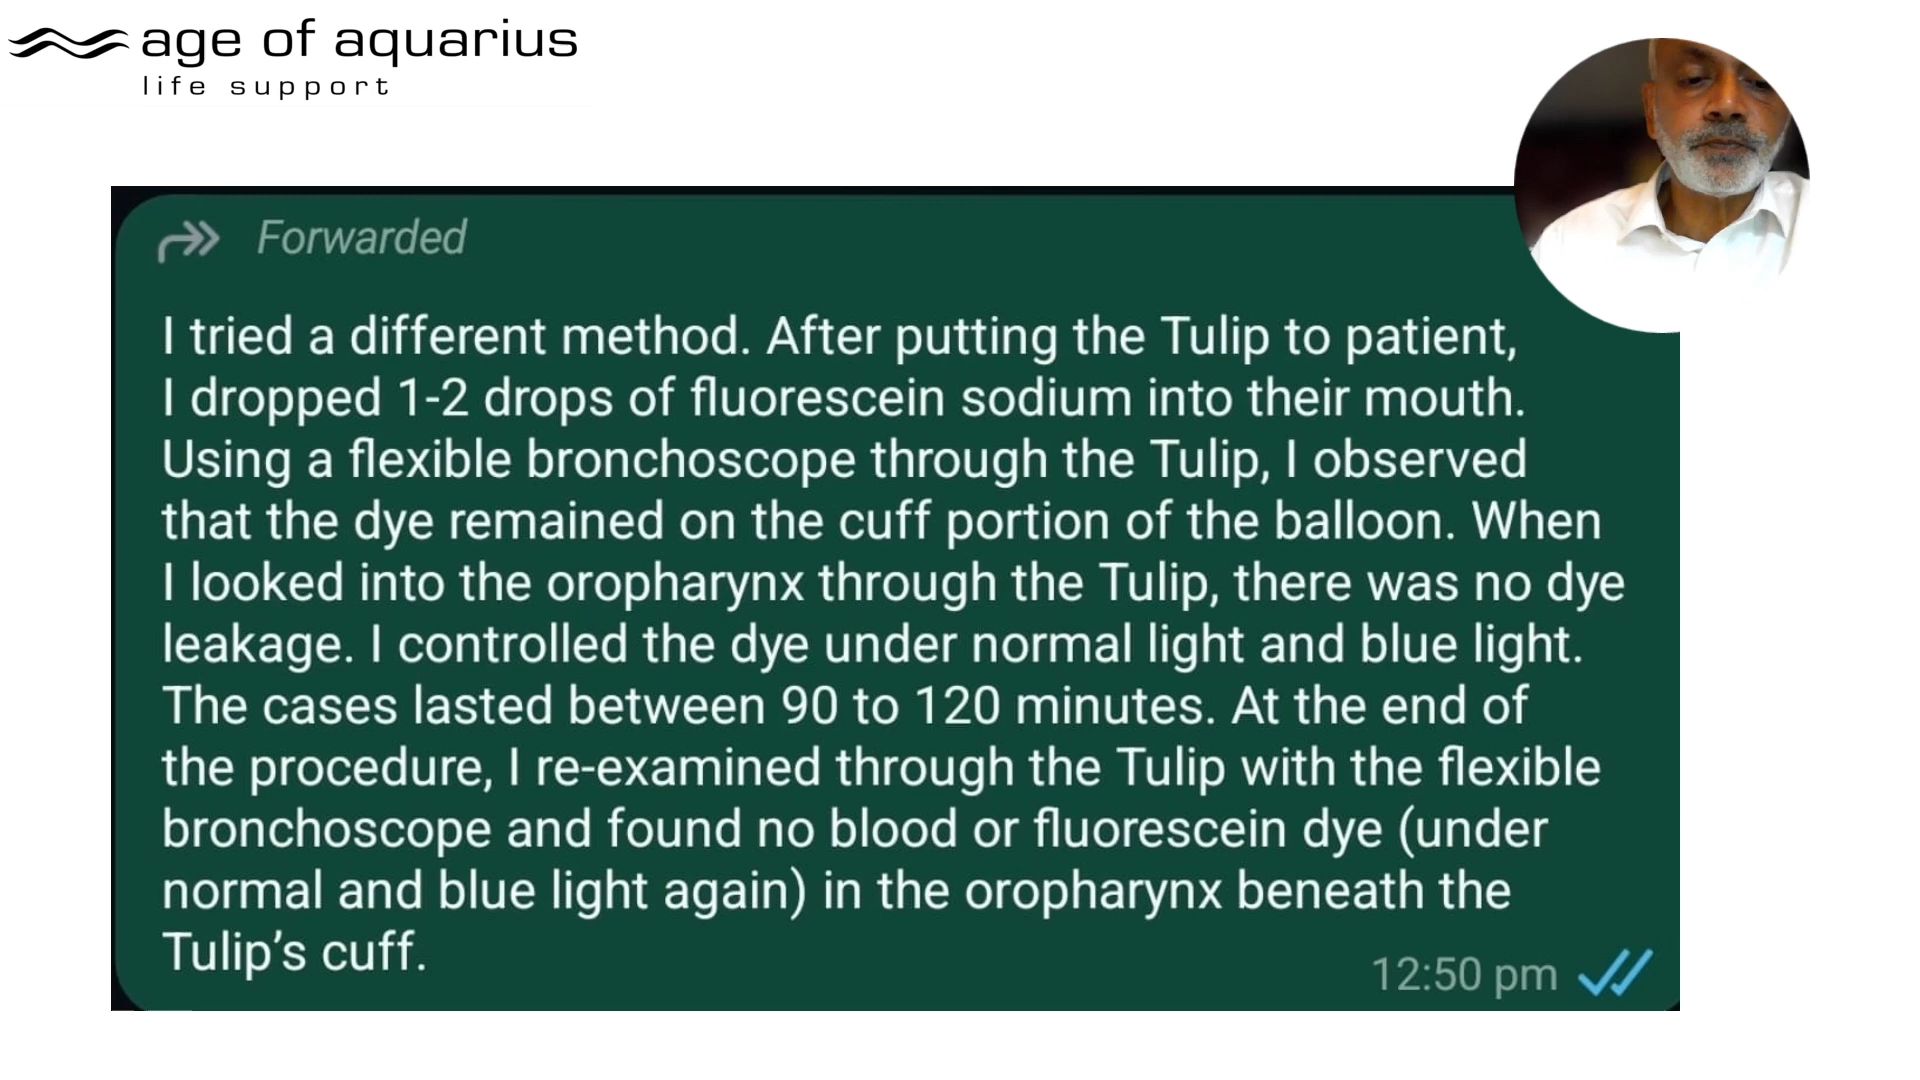 age of aquarius
life support
Forwarded
I tried a different method. After putting the Tulip to patient,
I dropped 1-2 drops of fluorescein sodium into their mouth.
Using a flexible bronchoscope through the Tulip, I observed
that the dye remained on the cuff portion of the balloon. When
I looked into the oropharynx through the Tulip, there was no dye
leakage. I controlled the dye under normal light and blue light.
The cases lasted between 90 to 120 minutes. At the end of
the procedure, I re-examined through the Tulip with the flexible
bronchoscope and found no blood or fluorescein dye (under
normal and blue light again) in the oropharynx beneath the
Tulip’s cuff.
12:50 pm